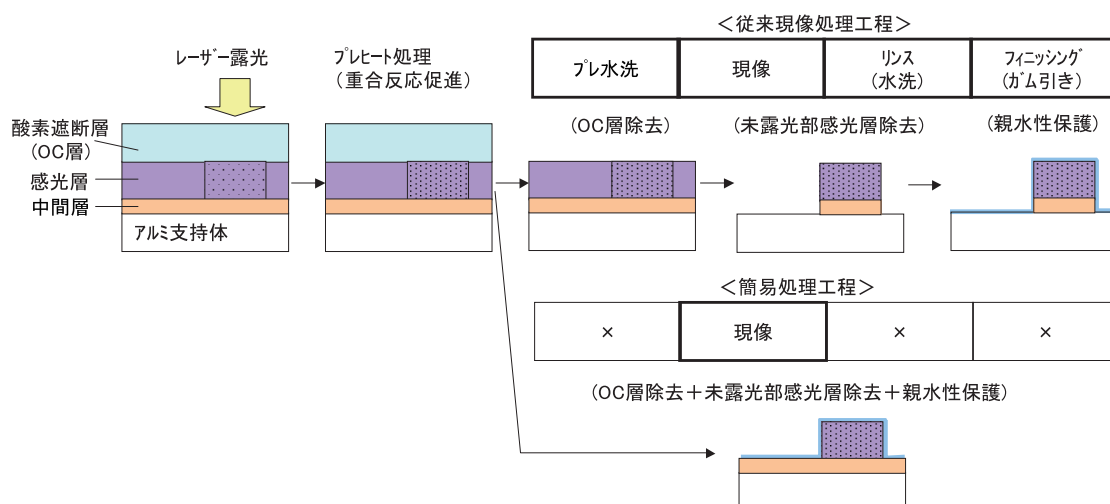 ＜従来現像処理工程＞
レーザー露光
プレヒート処理
(重合反応促進)
プレ水洗
現像
リンス
(水洗)
フィニッシング
(ガム引き)
(OC層除去)
(未露光部感光層除去)
(親水性保護)
酸素遮断層
(OC層)
感光層
中間層
アルミ支持体
＜簡易処理工程＞
×
現像
×
×
(OC層除去＋未露光部感光層除去＋親水性保護)